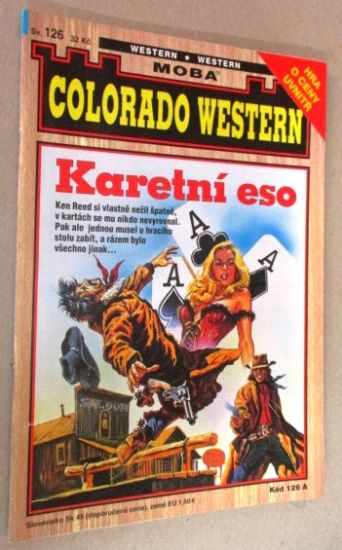 Sv. 126 32 Kč
WESTERN ★ WESTERN
MOBA
COLORADO WESTERN
HRA
O CENY
UVNITŘ
Karetní eso
Ken Reed si vlastně nežil špatně,
v kartách se mu nikdo nevyrovnal.
Pak ale jednou musel u hracího
stolu zabít, a rázem bylo
všechno jinak...
A
A
A
A
SALOON
Kód 126 A
Slovensko Sk 45 (doporučená cena), země EU 1,50 €